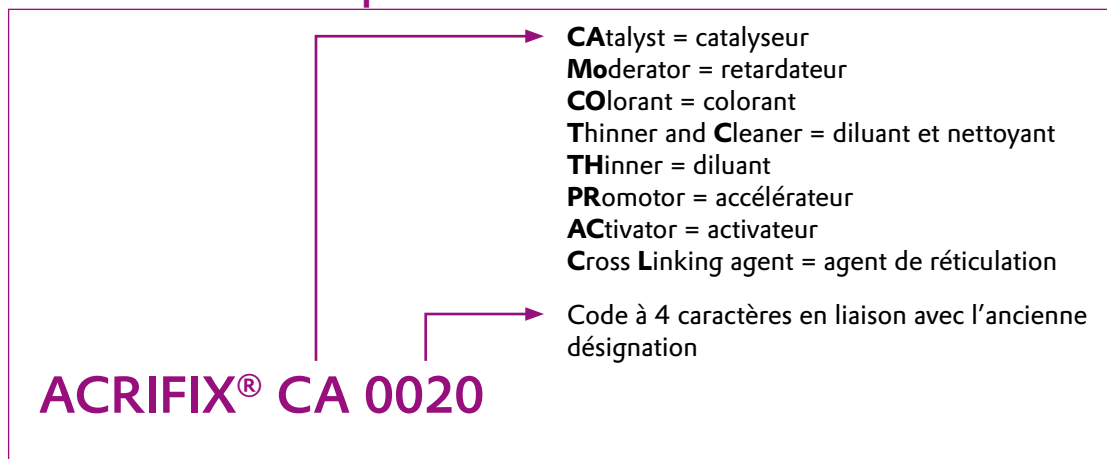 CAtalyst = catalyseur
Moderator = retardateur
COlorant = colorant
Thinner and Cleaner = diluant et nettoyant
THinner = diluant
PRomotor = accélérateur
ACtivator = activateur
Cross Linking agent = agent de réticulation
Code à 4 caractères en liaison avec l'ancienne
désignation
ACRIFIX® CA 0020